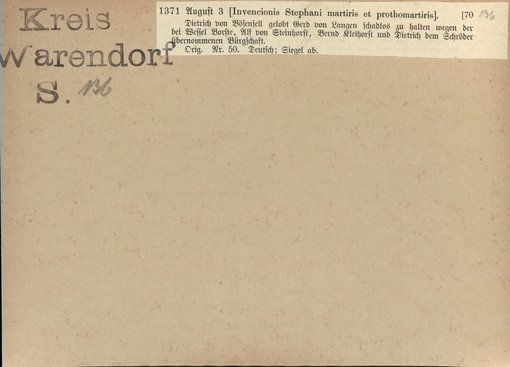 Kreis
Warendorf
S. 136
1371 August 3 [Invencionis Stephani martiris et prothomartiris]. [70 136
Dietrich von Bösensell gelobt Gerd von Langen schadlos zu halten wegen der
bei Wessel Vorste, Alf von Steinhorst, Bernd Kleihorst und Dietrich dem Schröder
übernommenen Bürgschaft.
Orig. Nr. 50. Deutsch; Siegel ab.